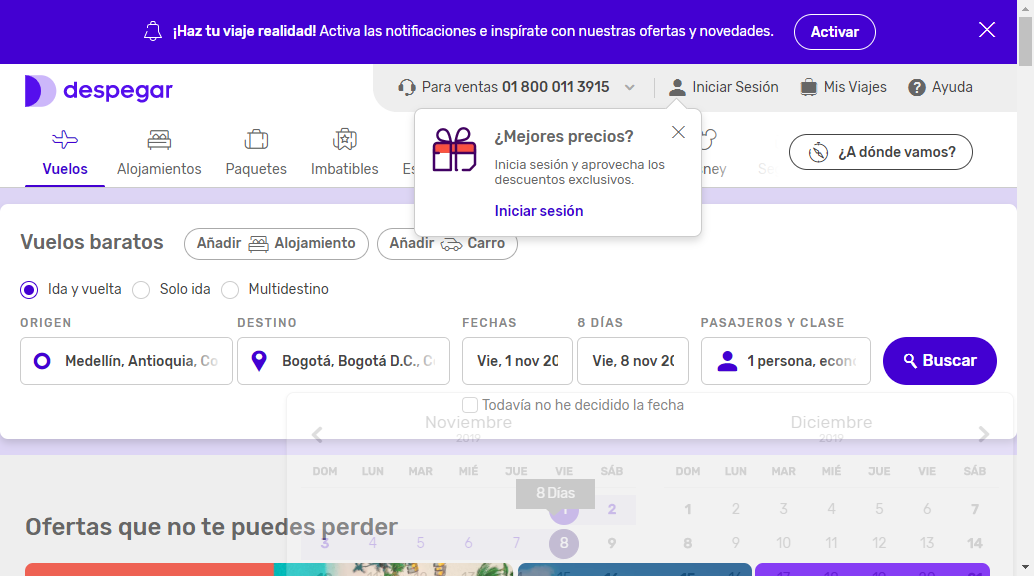 ¡Haz tu viaje realidad! Activa las notificaciones e inspírate con nuestras ofertas y novedades. Activar
despegar
Para ventas 01 800 011 3915 Iniciar Sesión Mis Viajes Ayuda
¿Mejores precios?
Inicia sesión y aprovecha los
descuentos exclusivos.
Iniciar sesión
Vuelos Alojamientos Paquetes Imbatibles Es ney Se ¿A dónde vamos?
Vuelos baratos Añadir Alojamiento Añadir Carro
Ida y vuelta Solo ida Multidestino
ORIGEN DESTINO FECHAS 8 DÍAS PASAJEROS Y CLASE
Medellín, Antioquia, Co Bogotá, Bogotá D.C., C Vie, 1 nov 20 Vie, 8 nov 20 1 persona, econ Buscar
Todavía no he decidido la fecha
Noviembre Diciembre
2019 2019
DOM LUN MAR MIÉ JUE VIE SÁB DOM LUN MAR MIÉ JUE VIE SÁB
8 Días
1 2 1 2 3 4 5 6 7
Ofertas que no te puedes perder
3 4 5 6 7 8 9 8 9 10 11 12 13 14